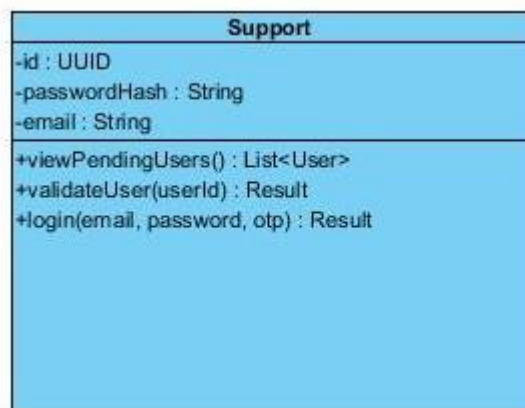 Support
-id : UUID
-passwordHash : String
-email : String
+viewPendingUsers() : List<User>
+validateUser(userId) : Result
+login(email, password, otp) : Result